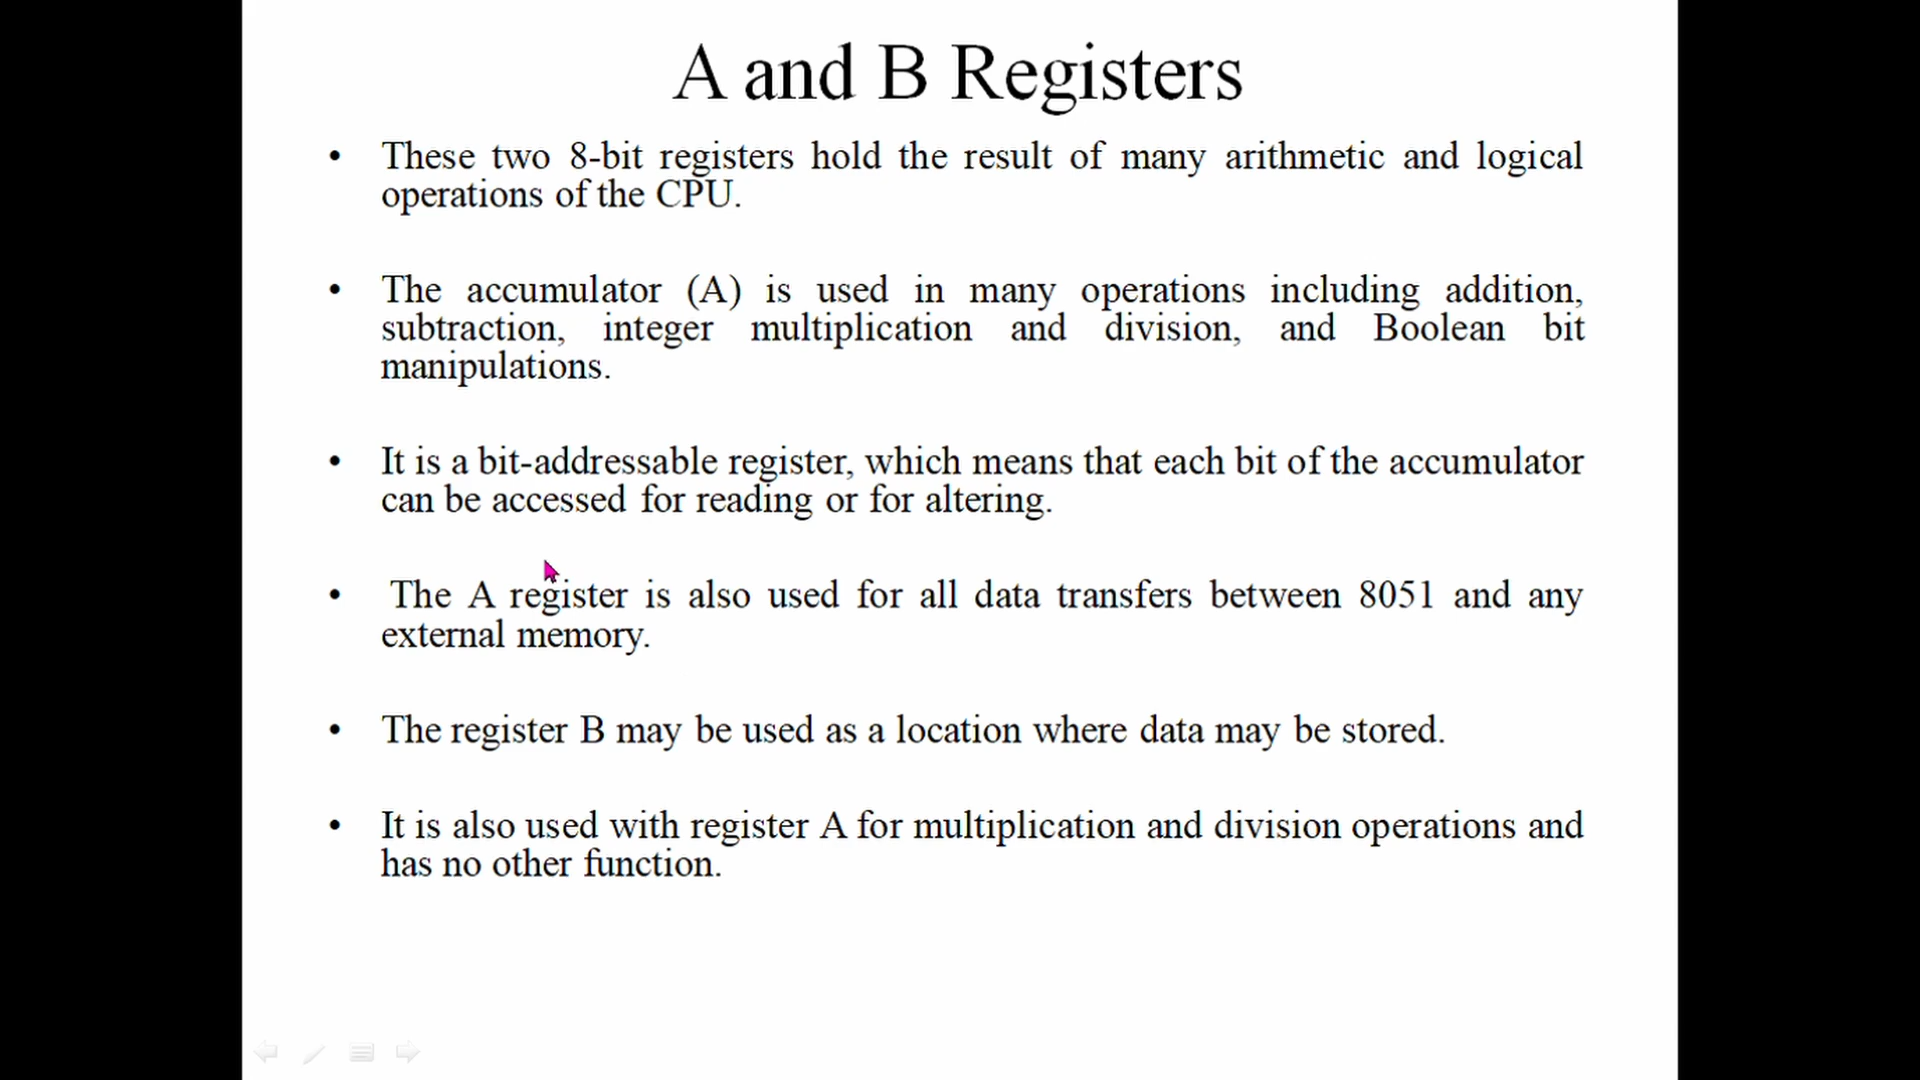 A and B Registers
• These two 8-bit registers hold the result of many arithmetic and logical
operations of the CPU.
• The accumulator (A) is used in many operations including addition,
subtraction, integer multiplication and division, and Boolean bit
manipulations.
• It is a bit-addressable register, which means that each bit of the accumulator
can be accessed for reading or for altering.
• The A register is also used for all data transfers between 8051 and any
external memory.
• The register B may be used as a location where data may be stored.
• It is also used with register A for multiplication and division operations and
has no other function.